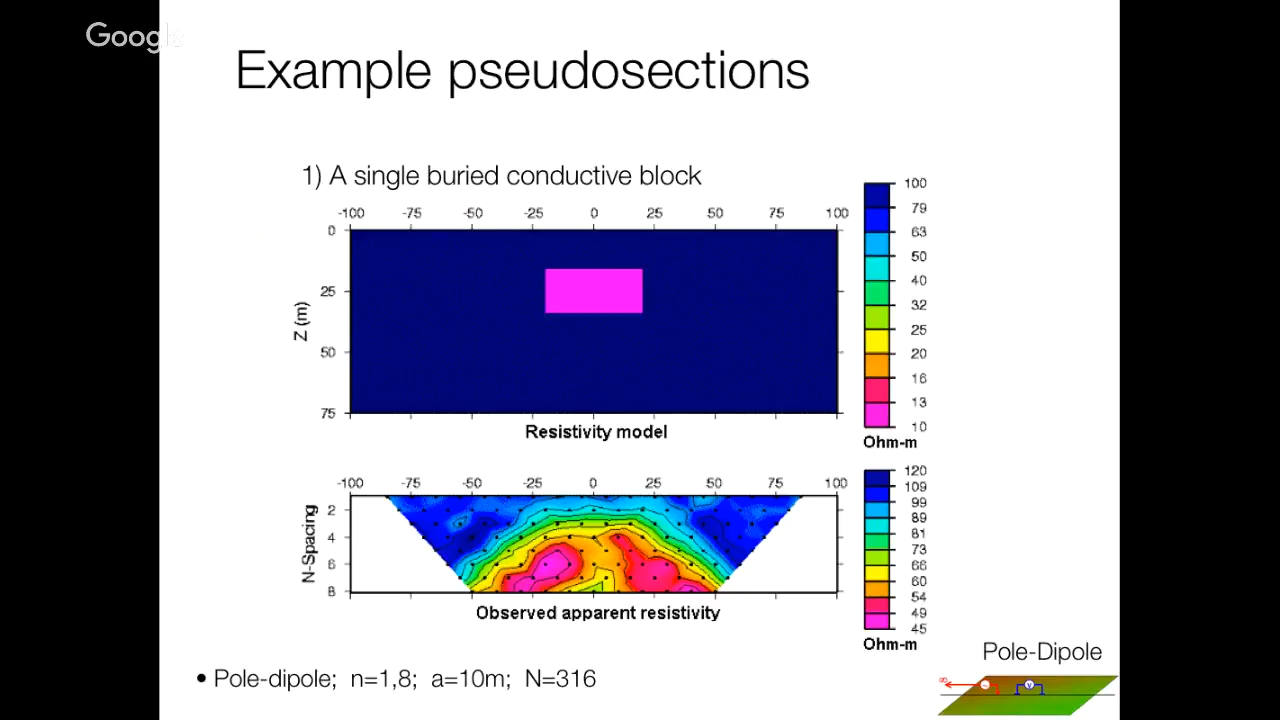 Google
Example pseudosections
1) A single buried conductive block
-100 -75 -50 -25 0 25 50 75 100
0
25
50
75
Z (m)
Resistivity model
100
79
63
50
40
32
25
20
16
13
10
Ohm-m
-100 -75 -50 -25 0 25 50 75 100
2
4
6
8
N-Spacing
Observed apparent resistivity
120
109
99
89
81
73
66
60
54
49
45
Ohm-m
• Pole-dipole; n=1,8; a=10m; N=316
Pole-Dipole
∞
V